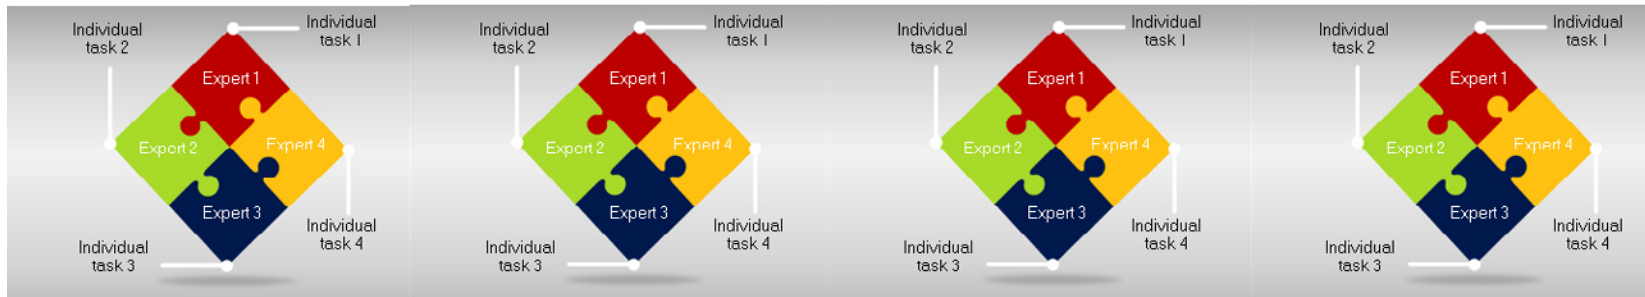 Individual
task 2
Individual
task 1
Expert 1
Expert 2
Expert 4
Expert 3
Individual
task 3
Individual
task 4
Individual
task 2
Individual
task 1
Expert 1
Expert 2
Expert 4
Expert 3
Individual
task 3
Individual
task 4
Individual
task 2
Individual
task 1
Expert 1
Expert 2
Expert 4
Expert 3
Individual
task 3
Individual
task 4
Individual
task 2
Individual
task 1
Expert 1
Expert 2
Expert 4
Expert 3
Individual
task 3
Individual
task 4